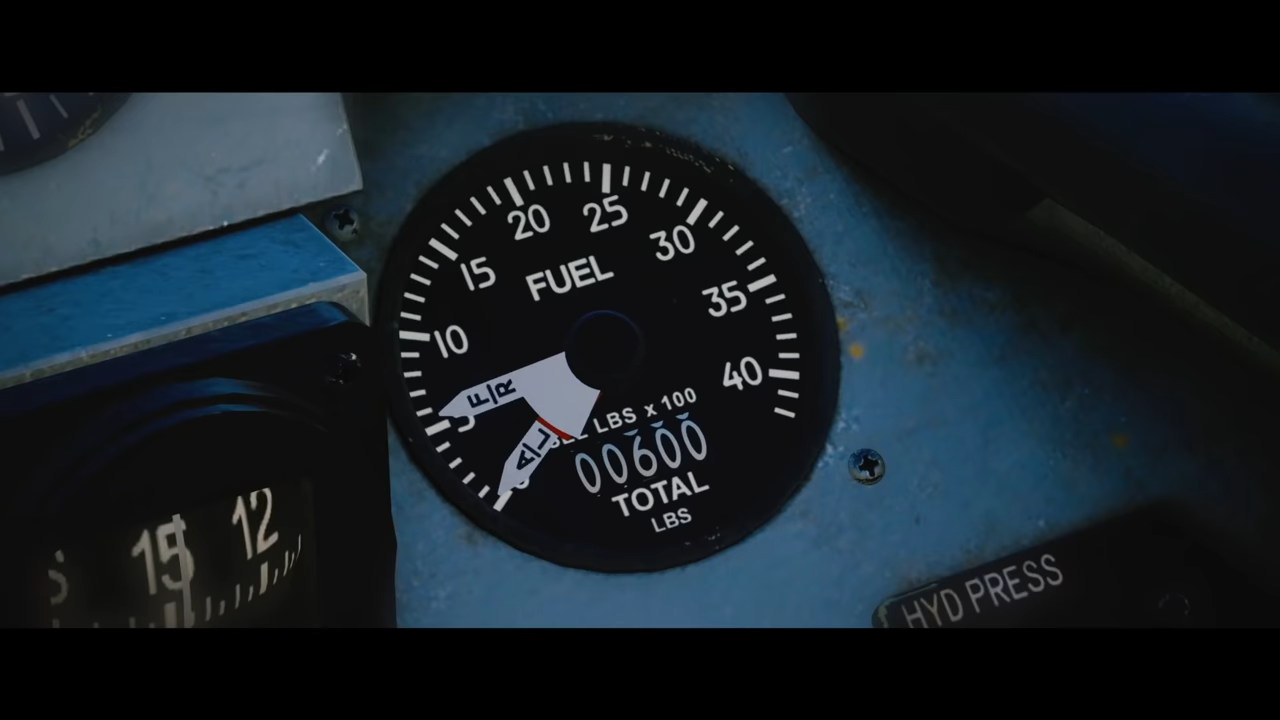 20 25
15 30
FUEL
35
10
40
F/R
LBS x 100
A/L
00600
TOTAL
LBS
15 12
HYD PRESS